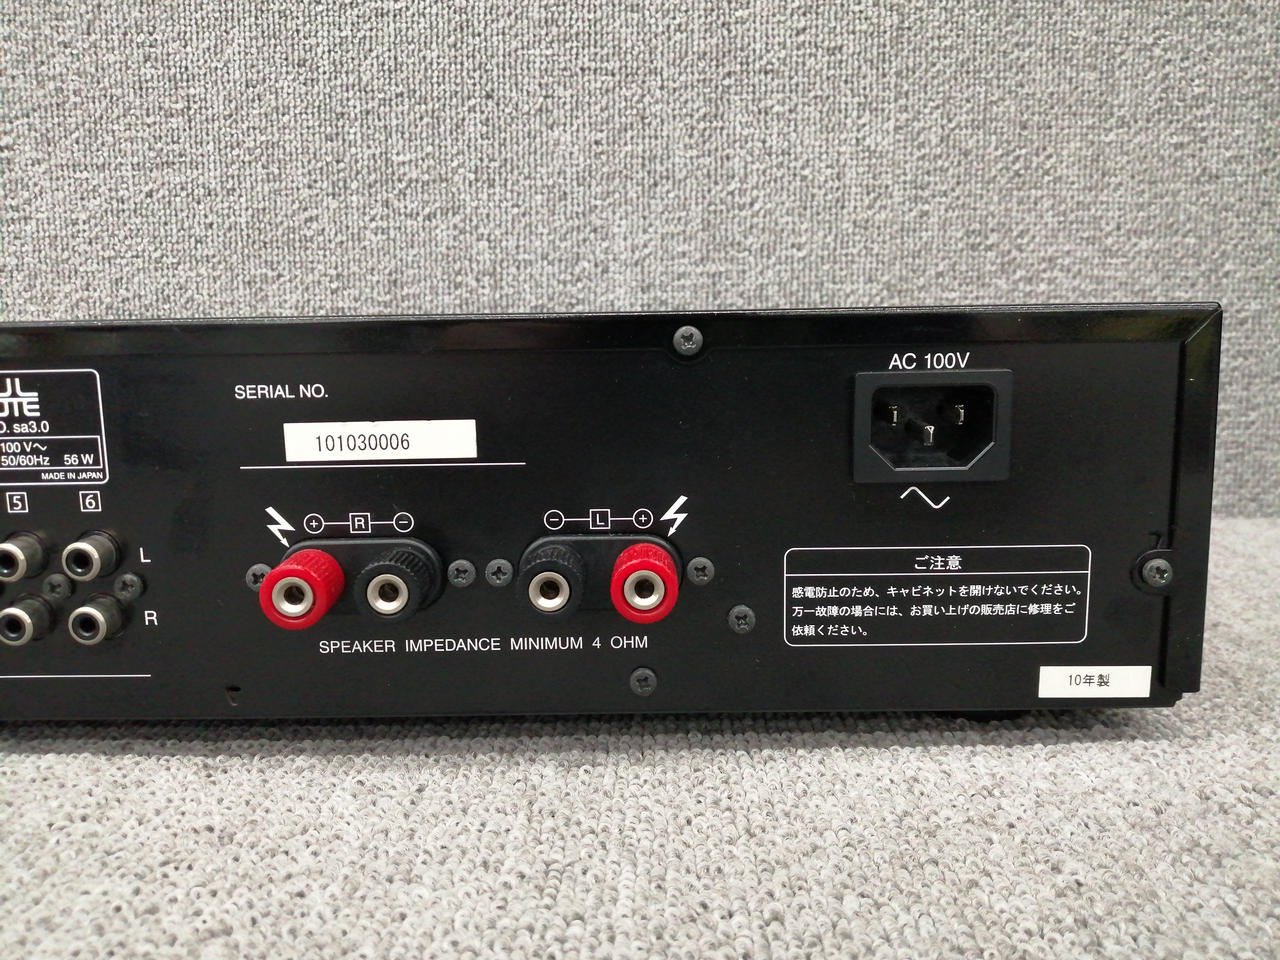 sa3.0
100 V～
50/60Hz 56 W
MADE IN JAPAN
5 6
L
R
SERIAL NO.
101030006
+ R −
− L +
SPEAKER IMPEDANCE MINIMUM 4 OHM
AC 100V
ご注意
感電防止のため、キャビネットを開けないでください。
万一故障の場合には、お買い上げの販売店に修理をご
依頼ください。
10年製